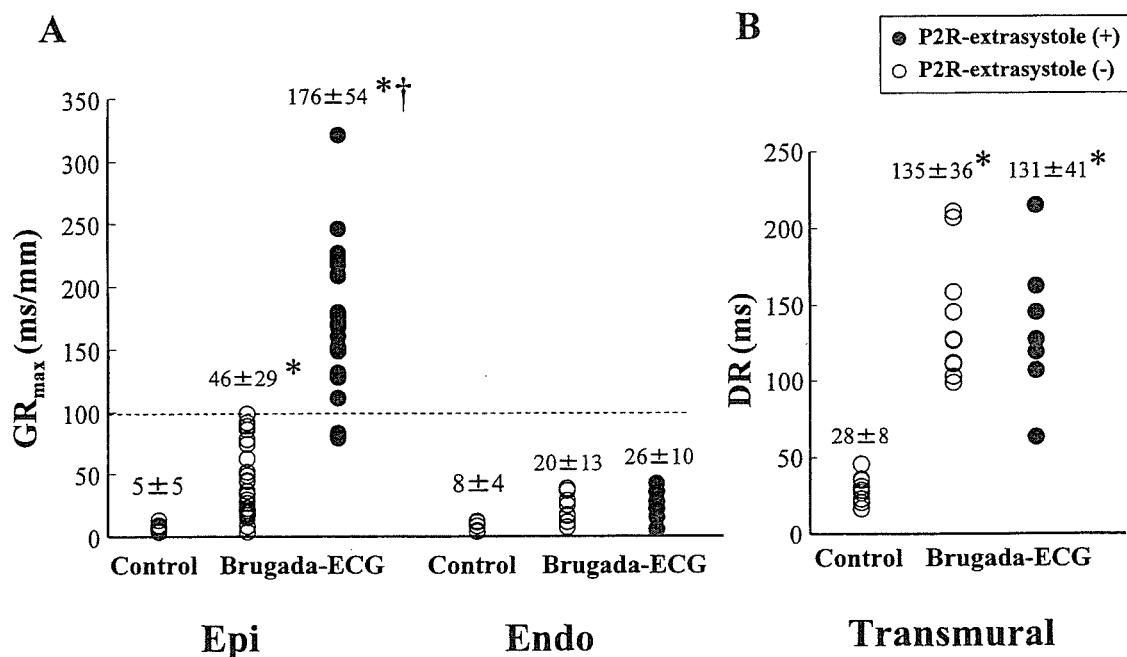 A
GRmax (ms/mm)
350
300
250
200
150
100
50
0
5±5
46±29 *
176±54 *†
8±4
20±13
26±10
Control
Brugada-ECG
Control
Brugada-ECG
Epi
Endo
B
P2R-extrasystole (+)
P2R-extrasystole (-)
DR (ms)
250
200
150
100
50
0
28±8
135±36 *
131±41 *
Control
Brugada-ECG
Transmural